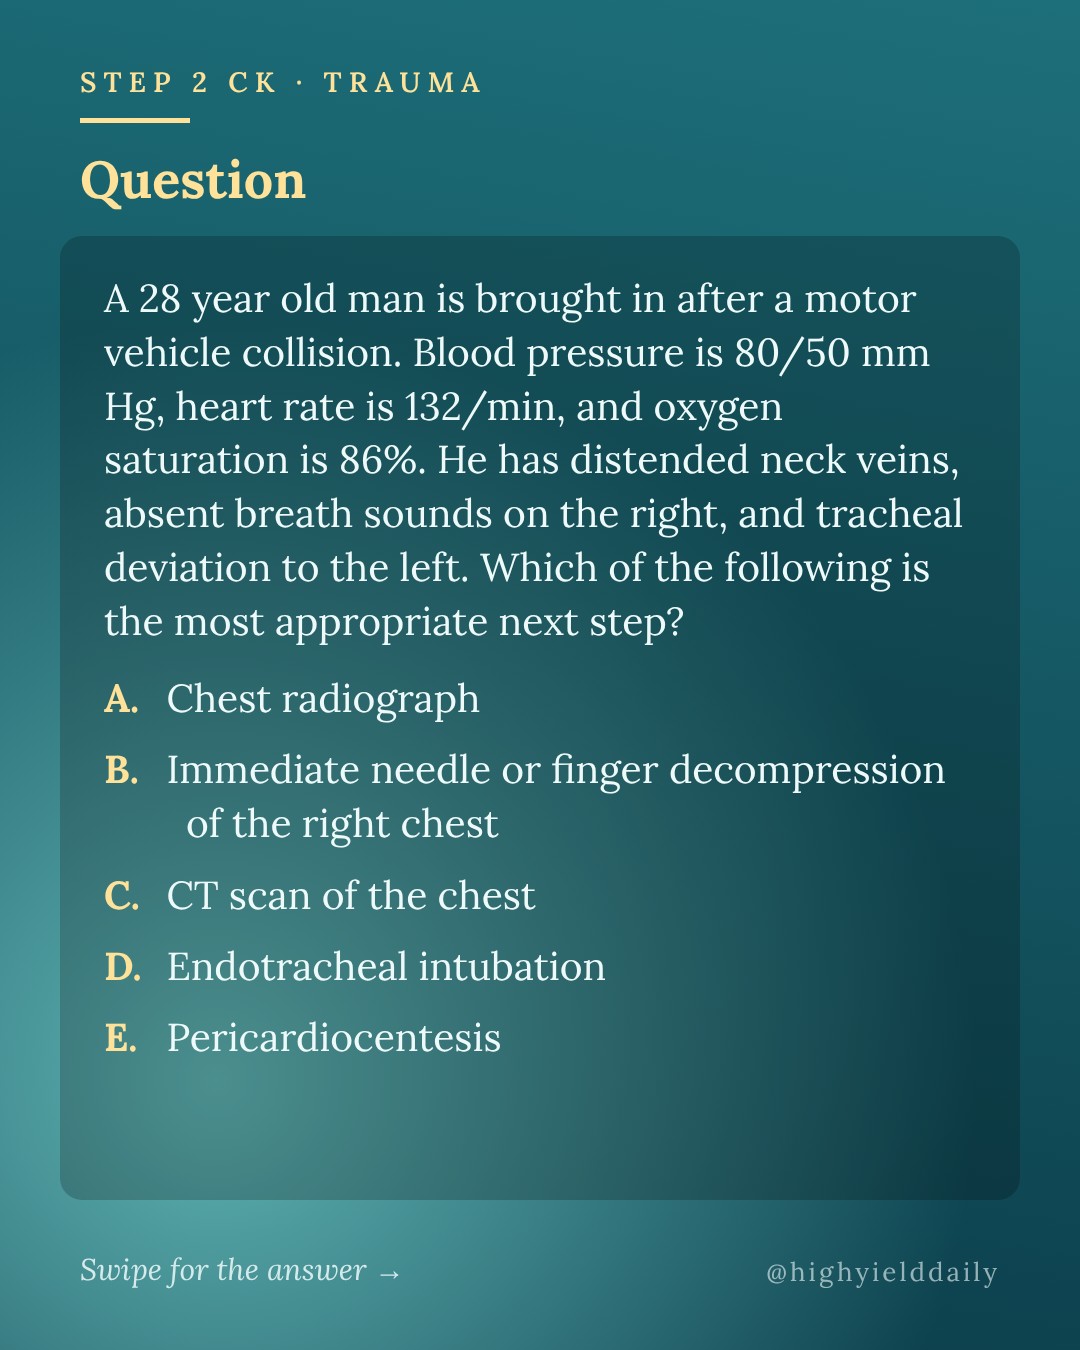 STEP 2 CK · TRAUMA
Question
A 28 year old man is brought in after a motor
vehicle collision. Blood pressure is 80/50 mm
Hg, heart rate is 132/min, and oxygen
saturation is 86%. He has distended neck veins,
absent breath sounds on the right, and tracheal
deviation to the left. Which of the following is
the most appropriate next step?
A. Chest radiograph
B. Immediate needle or finger decompression
of the right chest
C. CT scan of the chest
D. Endotracheal intubation
E. Pericardiocentesis
Swipe for the answer →
@highyielddaily